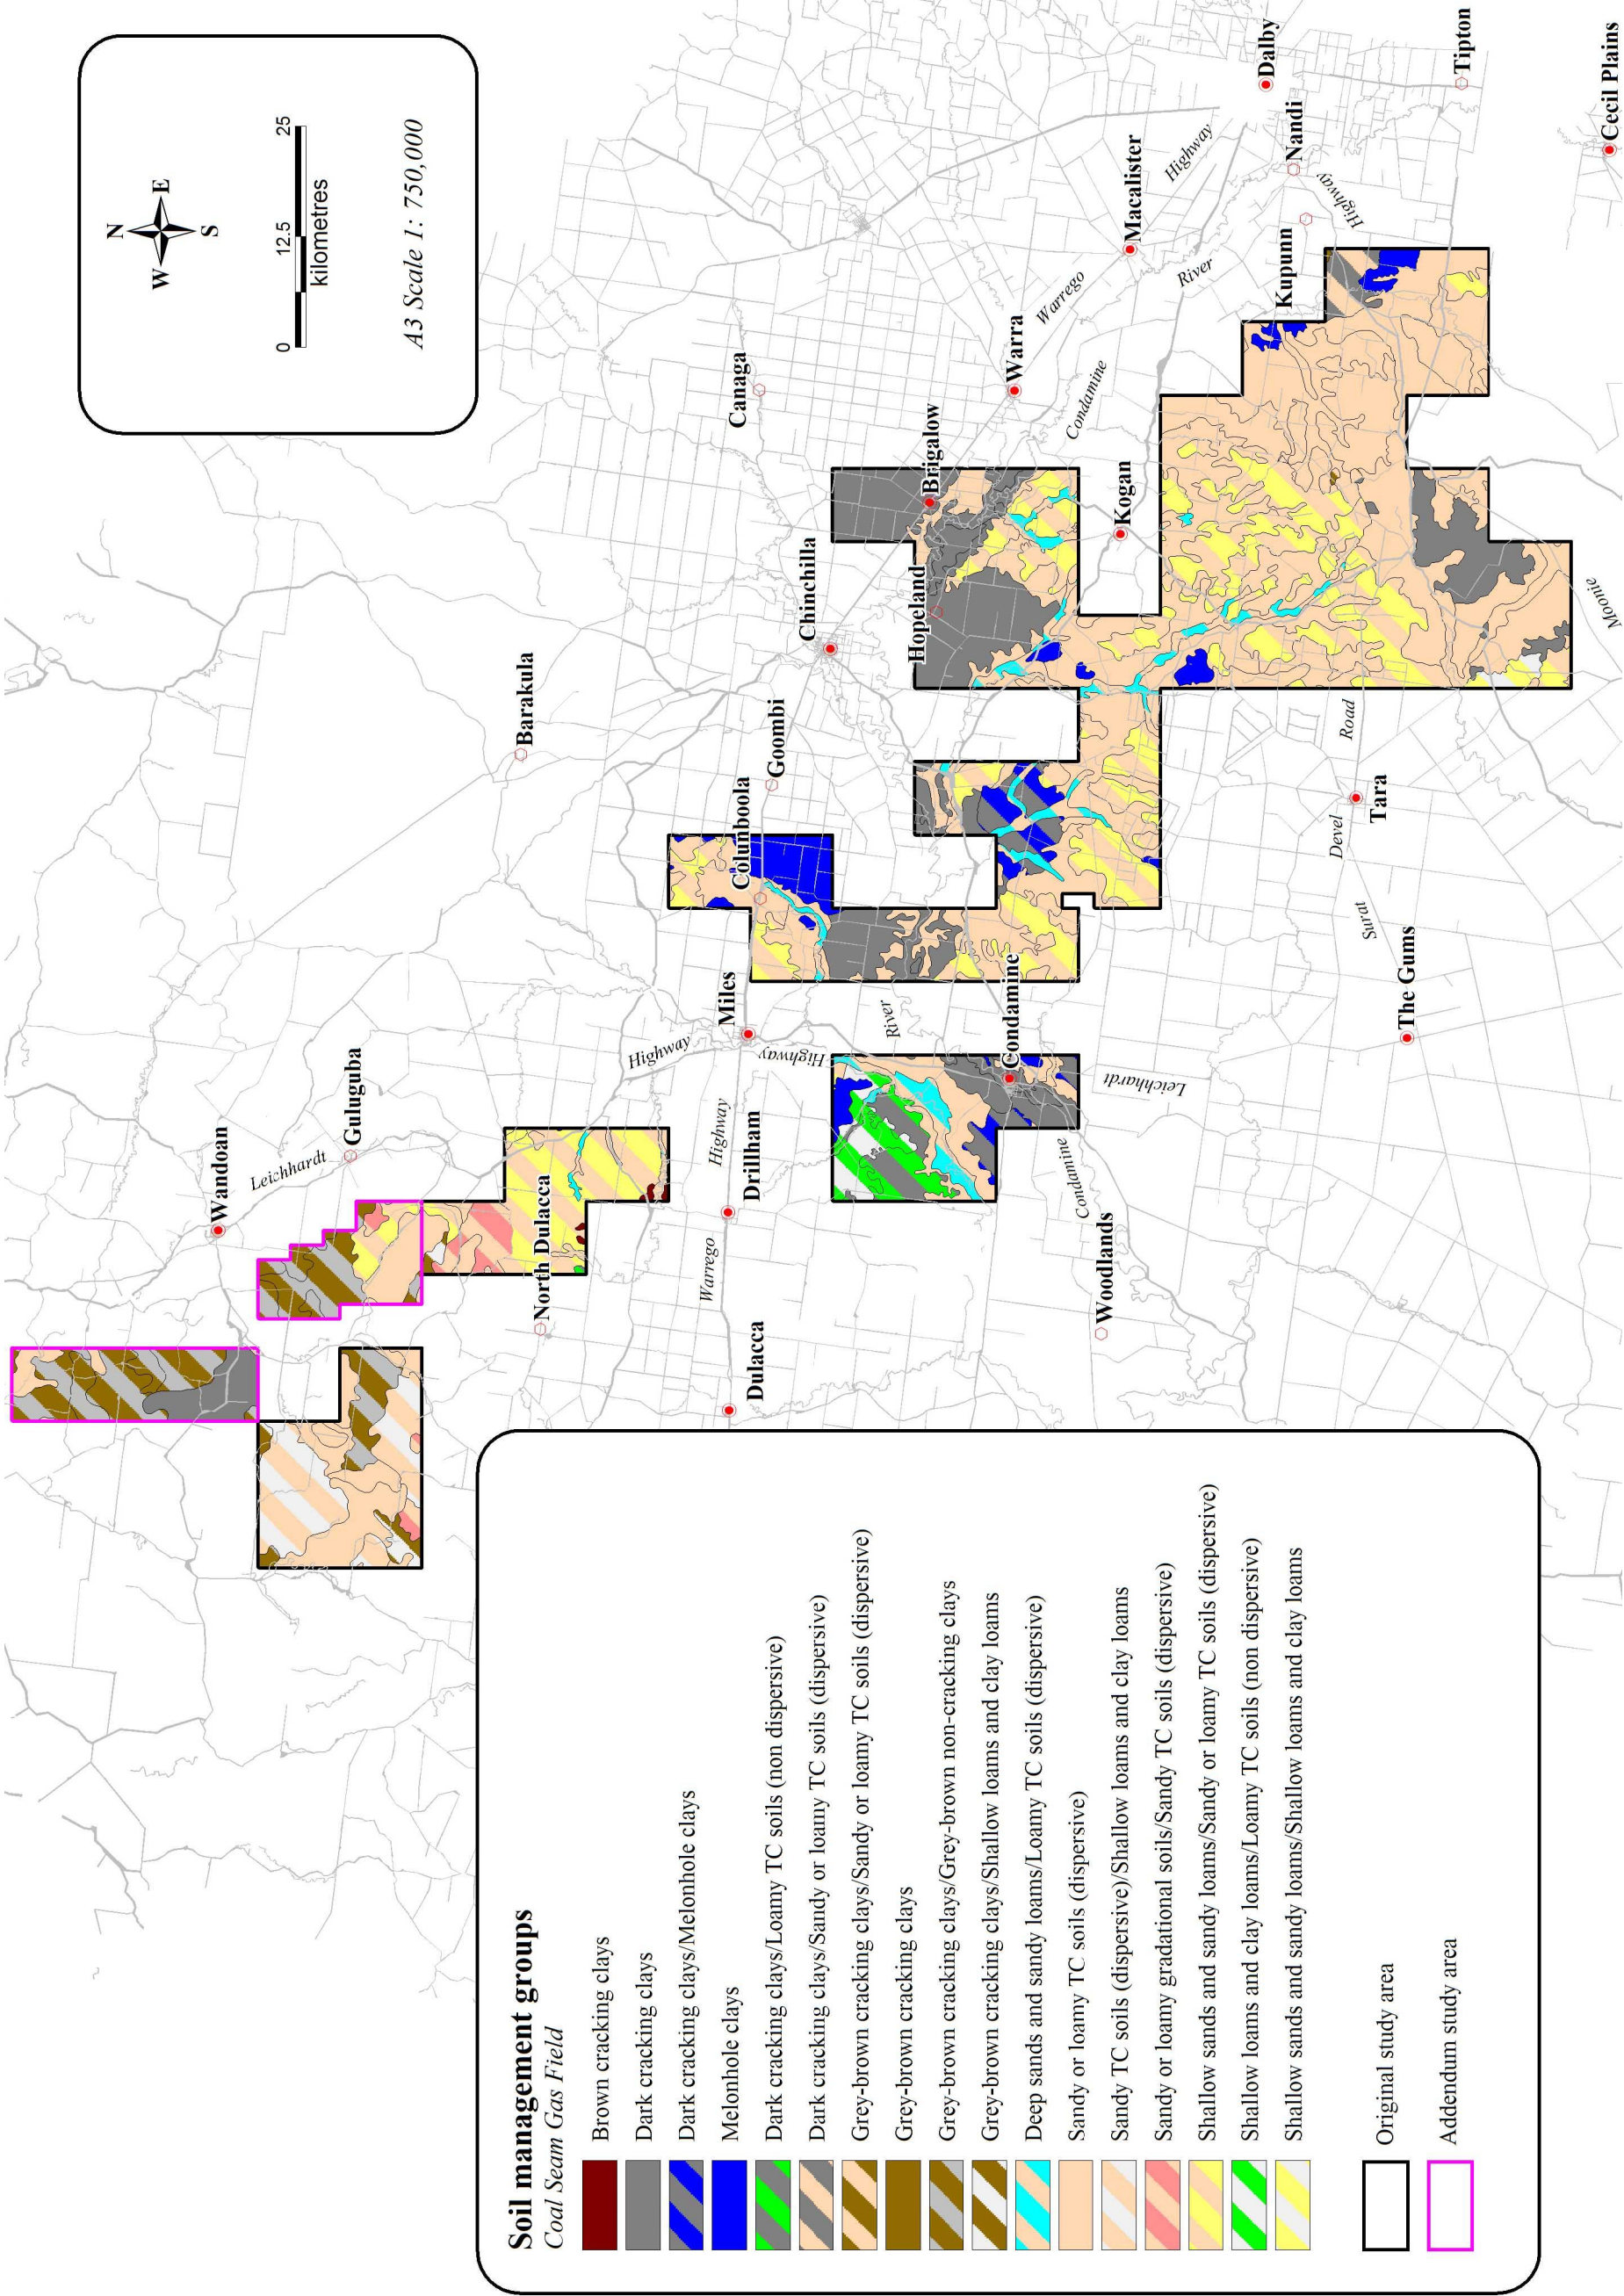 N
W E
S
0 12.5 25
kilometres
A3 Scale 1: 750,000
Wandoan
Leichhardt
Guluguba
Barakula
North Dulacca
Highway
Canaga
Dulacca
Warrego
Highway
Drillham
Miles
Columboola
Goombi
Chinchilla
Highway
River
Hopeland
Brigalow
Warra
Warrego
Macalister
Highway
Condamine
Condamine
Kogan
Condamine
River
Woodlands
Leichhardt
Dalby
Nandi
Kupunn
Highway
Surat
Devel
Road
Tara
The Gums
Tipton
Moonie
Cecil Plains
Soil management groups
Coal Seam Gas Field
Brown cracking clays
Dark cracking clays
Dark cracking clays/Melonhole clays
Melonhole clays
Dark cracking clays/Loamy TC soils (non dispersive)
Dark cracking clays/Sandy or loamy TC soils (dispersive)
Grey-brown cracking clays/Sandy or loamy TC soils (dispersive)
Grey-brown cracking clays
Grey-brown cracking clays/Grey-brown non-cracking clays
Grey-brown cracking clays/Shallow loams and clay loams
Deep sands and sandy loams/Loamy TC soils (dispersive)
Sandy or loamy TC soils (dispersive)
Sandy TC soils (dispersive)/Shallow loams and clay loams
Sandy or loamy gradational soils/Sandy TC soils (dispersive)
Shallow sands and sandy loams/Sandy or loamy TC soils (dispersive)
Shallow loams and clay loams/Loamy TC soils (non dispersive)
Shallow sands and sandy loams/Shallow loams and clay loams
Original study area
Addendum study area